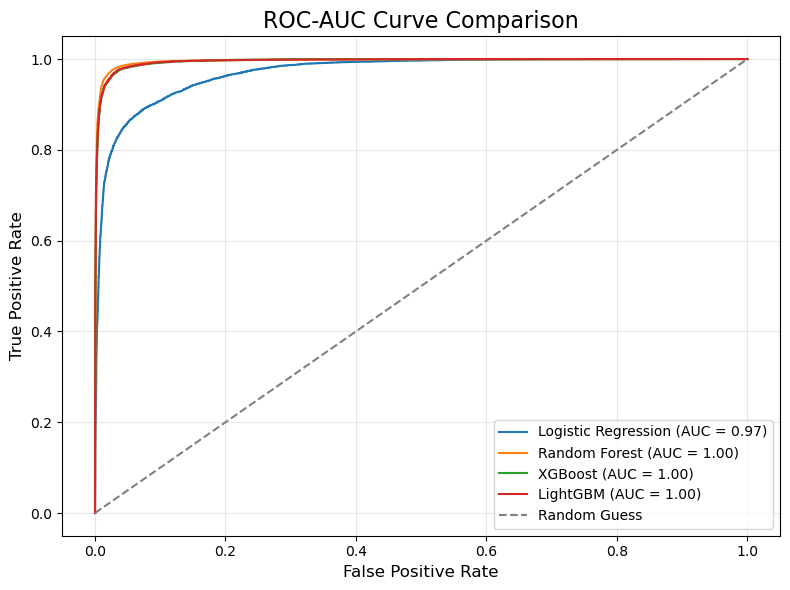 ROC-AUC Curve Comparison
True Positive Rate
1.0
0.8
0.6
0.4
0.2
0.0
0.0 0.2 0.4 0.6 0.8 1.0
False Positive Rate
Logistic Regression (AUC = 0.97)
Random Forest (AUC = 1.00)
XGBoost (AUC = 1.00)
LightGBM (AUC = 1.00)
Random Guess